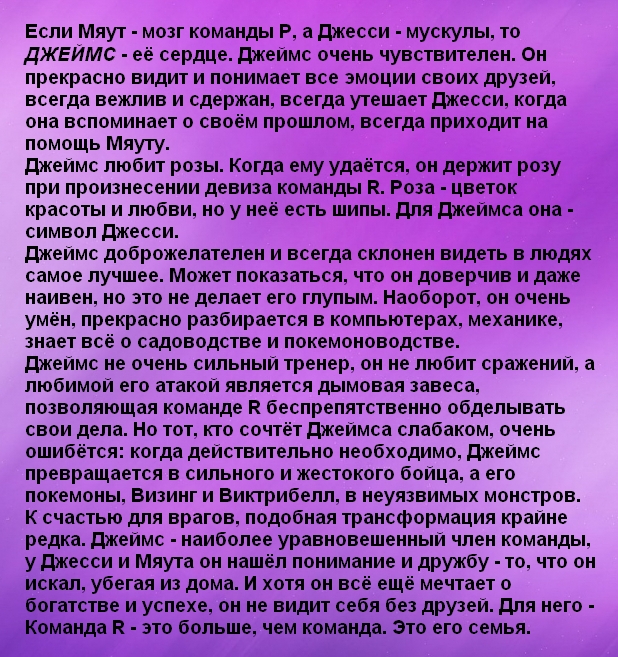 Если Мяут - мозг команды Р, а Джесси - мускулы, то
ДЖЕЙМС - её сердце. Джеймс очень чувствителен. Он
прекрасно видит и понимает все эмоции своих друзей,
всегда вежлив и сдержан, всегда утешает Джесси, когда
она вспоминает о своём прошлом, всегда приходит на
помощь Мяуту.
Джеймс любит розы. Когда ему удаётся, он держит розу
при произнесении девиза команды R. Роза - цветок
красоты и любви, но у неё есть шипы. Для Джеймса она -
символ Джесси.
Джеймс доброжелателен и всегда склонен видеть в людях
самое лучшее. Может показаться, что он доверчив и даже
наивен, но это не делает его глупым. Наоборот, он очень
умён, прекрасно разбирается в компьютерах, механике,
знает всё о садоводстве и покемоноводстве.
Джеймс не очень сильный тренер, он не любит сражений, а
любимой его атакой является дымовая завеса,
позволяющая команде R беспрепятственно обделывать
свои дела. Но тот, кто сочтёт Джеймса слабаком, очень
ошибётся: когда действительно необходимо, Джеймс
превращается в сильного и жестокого бойца, а его
покемоны, Визинг и Виктрибелл, в неуязвимых монстров.
К счастью для врагов, подобная трансформация крайне
редка. Джеймс - наиболее уравновешенный член команды,
у Джесси и Мяута он нашёл понимание и дружбу - то, что он
искал, убегая из дома. И хотя он всё ещё мечтает о
богатстве и успехе, он не видит себя без друзей. Для него -
Команда R - это больше, чем команда. Это его семья.